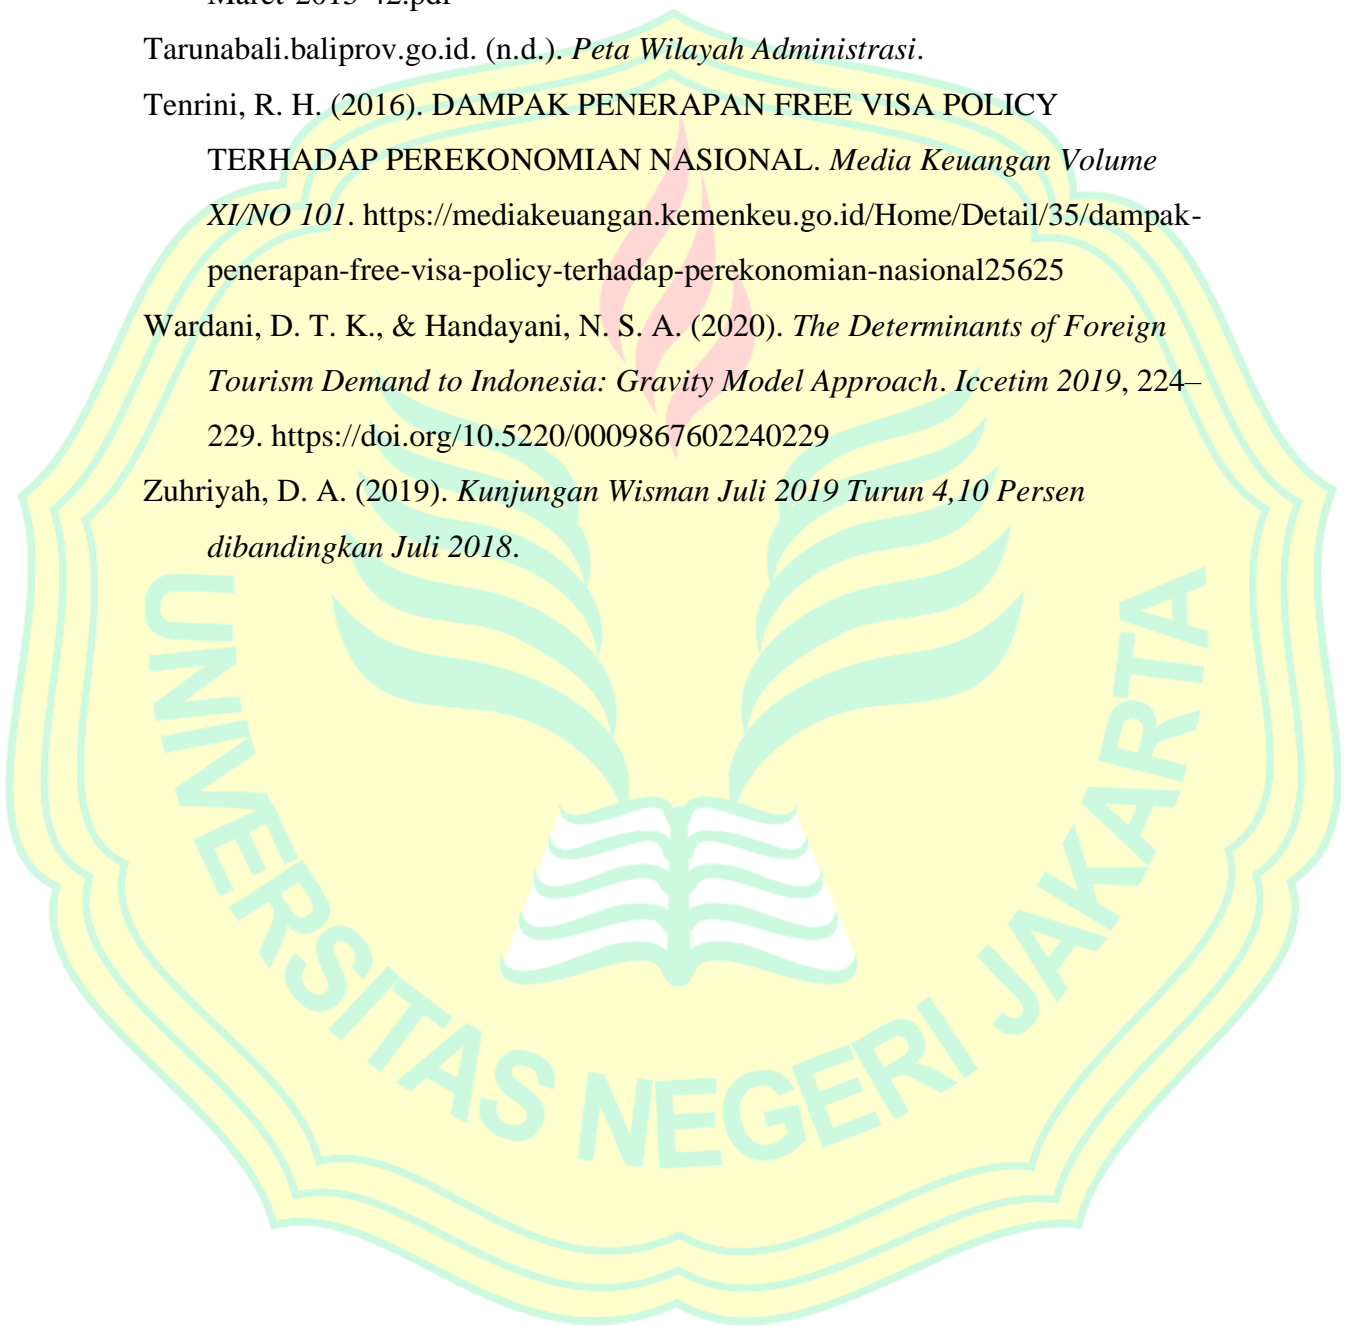 Maret-2015-42.pdf
Tarunabali.baliprov.go.id. (n.d.). Peta Wilayah Administrasi.
Tenrini, R. H. (2016). DAMPAK PENERAPAN FREE VISA POLICY
TERHADAP PEREKONOMIAN NASIONAL. Media Keuangan Volume
XI/NO 101. https://mediakeuangan.kemenkeu.go.id/Home/Detail/35/dampak-
penerapan-free-visa-policy-terhadap-perekonomian-nasional25625
Wardani, D. T. K., & Handayani, N. S. A. (2020). The Determinants of Foreign
Tourism Demand to Indonesia: Gravity Model Approach. Iccetim 2019, 224–
229. https://doi.org/10.5220/0009867602240229
Zuhriyah, D. A. (2019). Kunjungan Wisman Juli 2019 Turun 4,10 Persen
dibandingkan Juli 2018.
UNIVERSITAS NEGERI JAKARTA